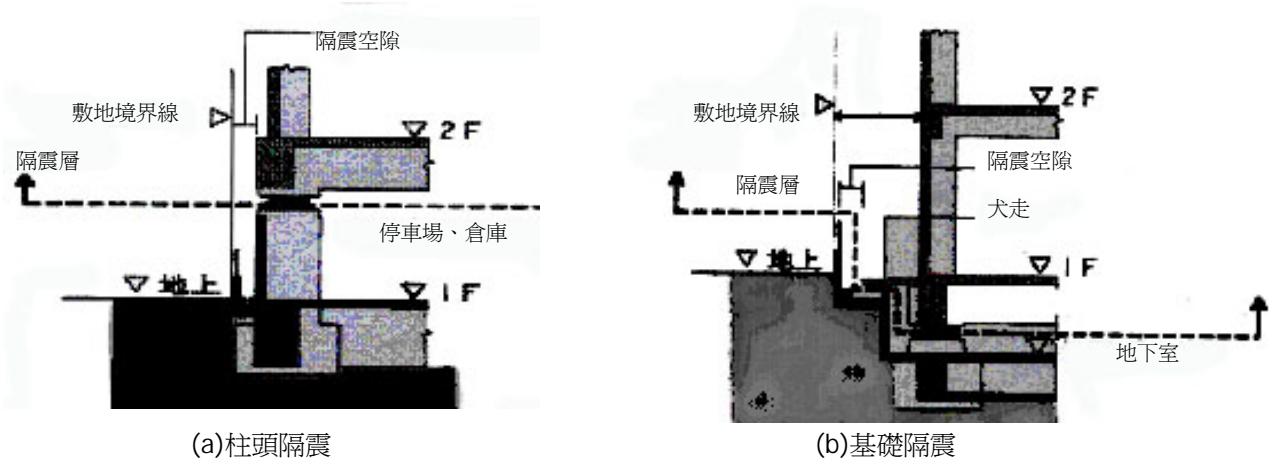 隔震空隙
敷地境界線
2F
隔震層
停車場、倉庫
地上
1F
(a)柱頭隔震
2F
敷地境界線
隔震空隙
隔震層
犬走
地上
1F
地下室
(b)基礎隔震